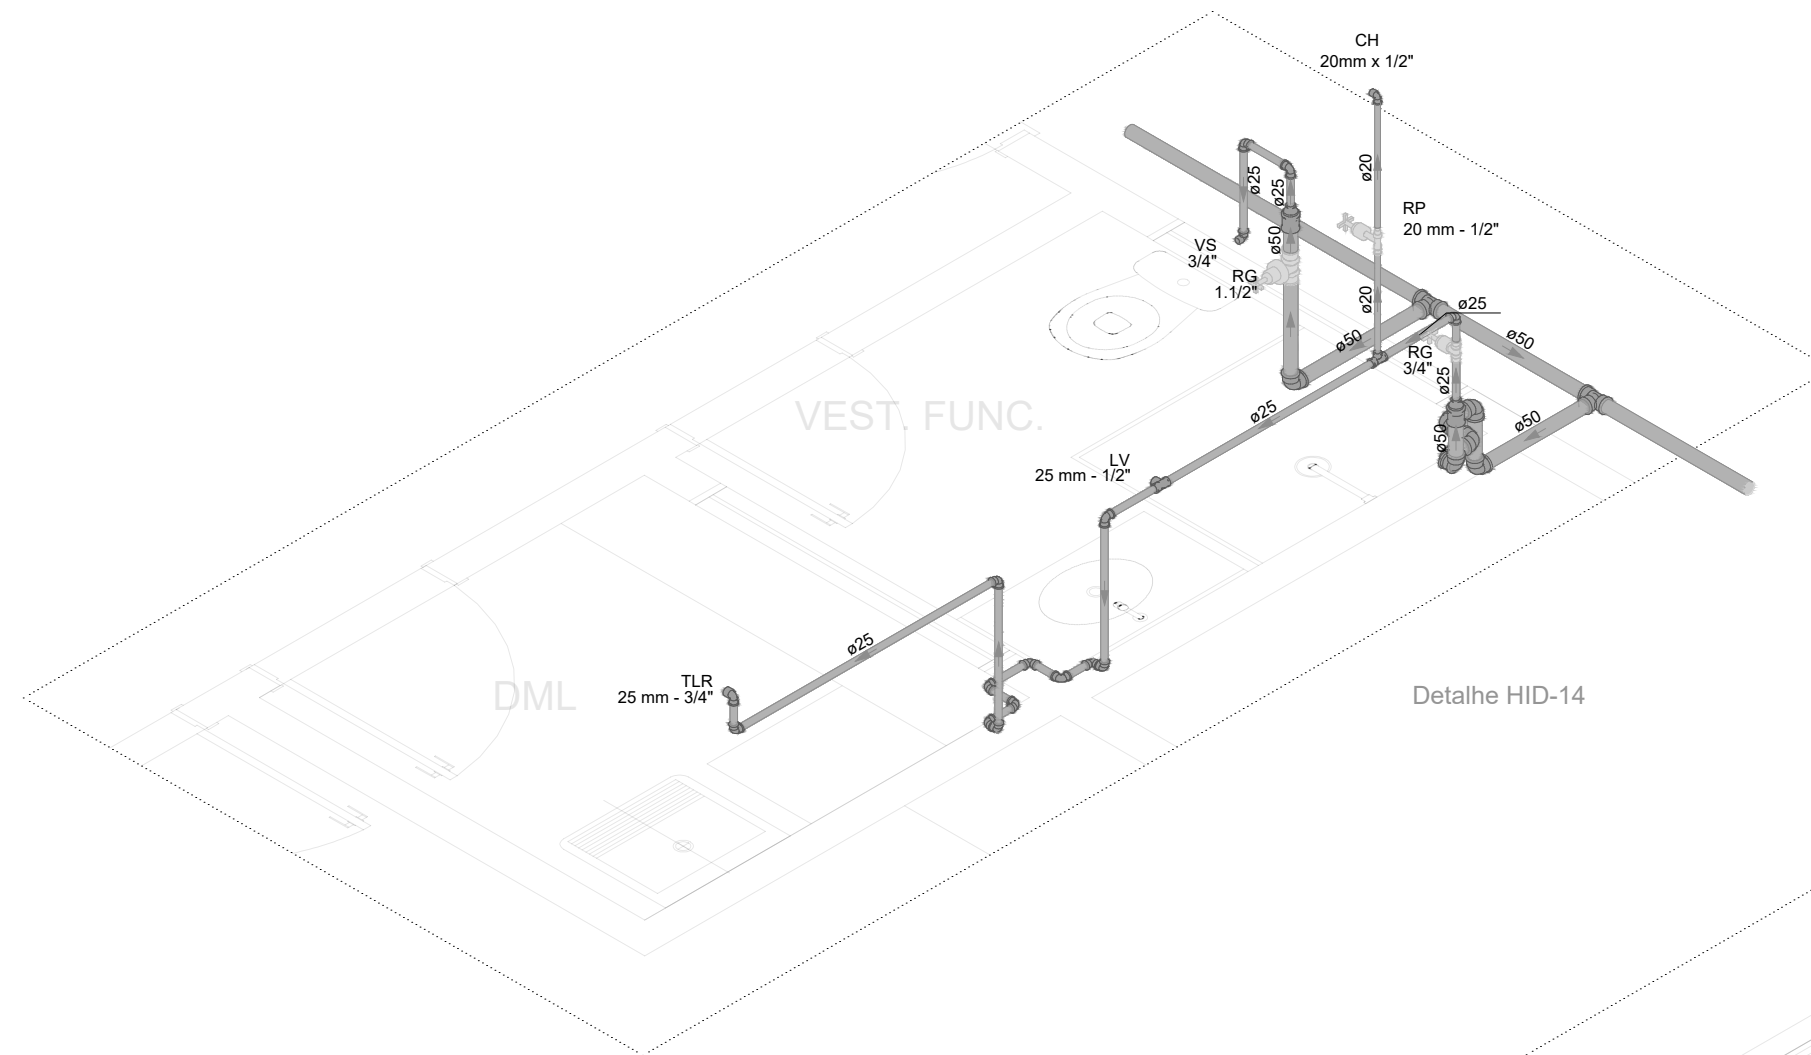 CH
20mm x 1/2"
ø20
ø25
ø25
RP
20 mm - 1/2"
ø50
VS
3/4"
RG
1.1/2"
ø20
ø25
ø50
ø50
RG
3/4"
ø25
VEST. FUNC.
ø25
ø50
ø50
LV
25 mm - 1/2"
ø25
TLR
25 mm - 3/4"
DML
Detalhe HID-14